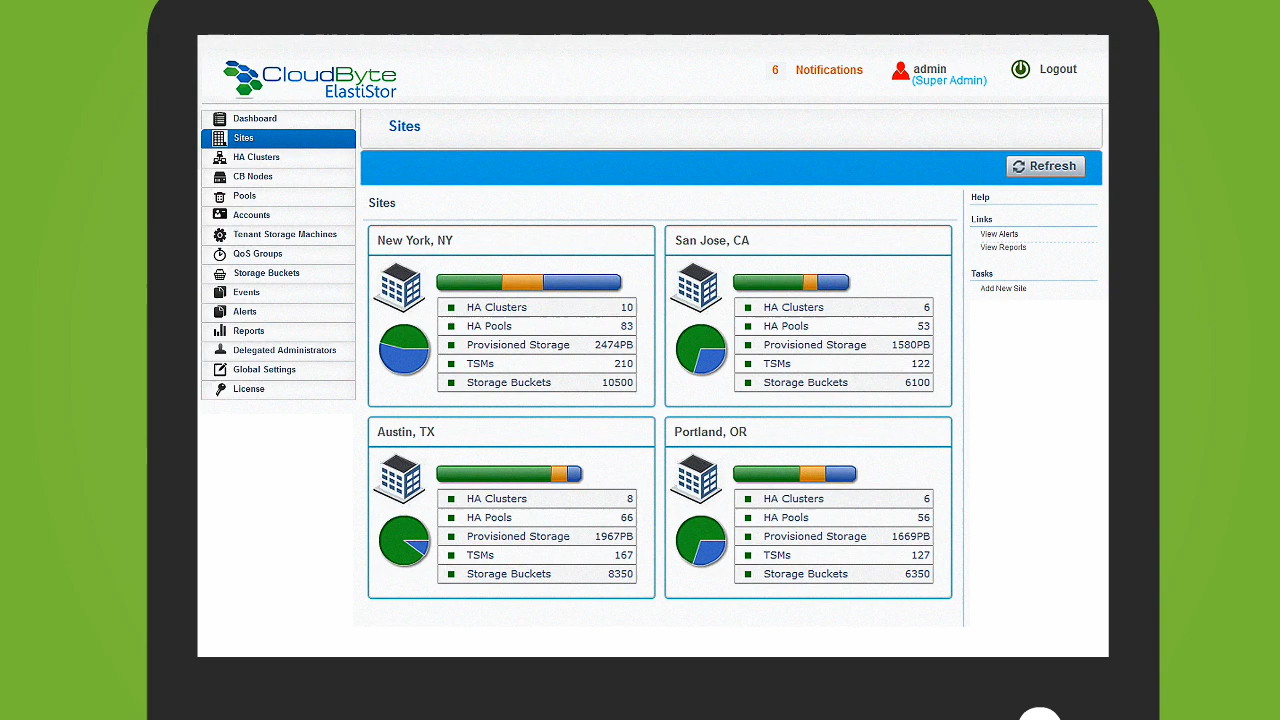 CloudByte
ElastiStor
6 Notifications
admin
(Super Admin)
Logout
Dashboard
Sites
HA Clusters
CB Nodes
Pools
Accounts
Tenant Storage Machines
QoS Groups
Storage Buckets
Events
Alerts
Reports
Delegated Administrators
Global Settings
License
Sites
Refresh
Sites
New York, NY
HA Clusters 10
HA Pools 83
Provisioned Storage 2474PB
TSMs 210
Storage Buckets 10500
San Jose, CA
HA Clusters 6
HA Pools 53
Provisioned Storage 1580PB
TSMs 122
Storage Buckets 6100
Austin, TX
HA Clusters 8
HA Pools 66
Provisioned Storage 1967PB
TSMs 167
Storage Buckets 8350
Portland, OR
HA Clusters 6
HA Pools 56
Provisioned Storage 1669PB
TSMs 127
Storage Buckets 6350
Help
Links
View Alerts
View Reports
Tasks
Add New Site